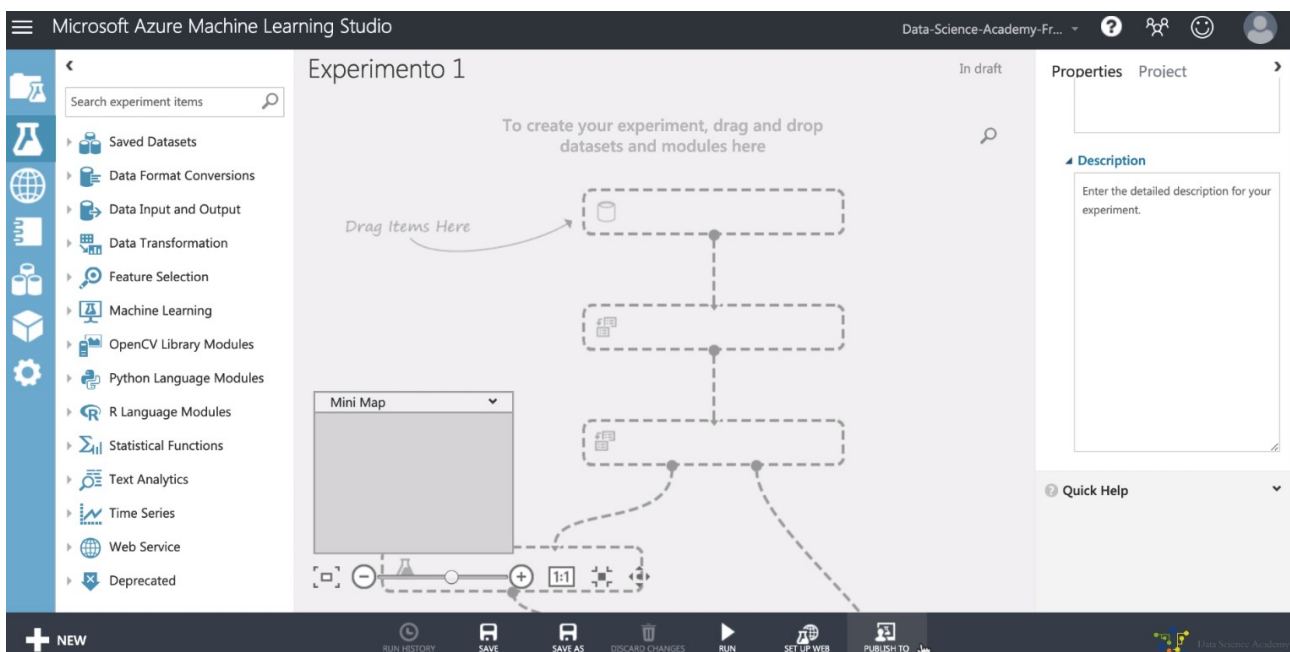 Microsoft Azure Machine Learning Studio
Data-Science-Academy-Fr...
?
Search experiment items
Saved Datasets
Data Format Conversions
Data Input and Output
Data Transformation
Feature Selection
Machine Learning
OpenCV Library Modules
Python Language Modules
R Language Modules
Statistical Functions
Text Analytics
Time Series
Web Service
Deprecated
Experimento 1
In draft
To create your experiment, drag and drop
datasets and modules here
Drag Items Here
Mini Map
1:1
Properties Project
Description
Enter the detailed description for your
experiment.
? Quick Help
NEW
RUN HISTORY
SAVE
SAVE AS
DISCARD CHANGES
RUN
SET UP WEB
PUBLISH TO
Data Science Academy